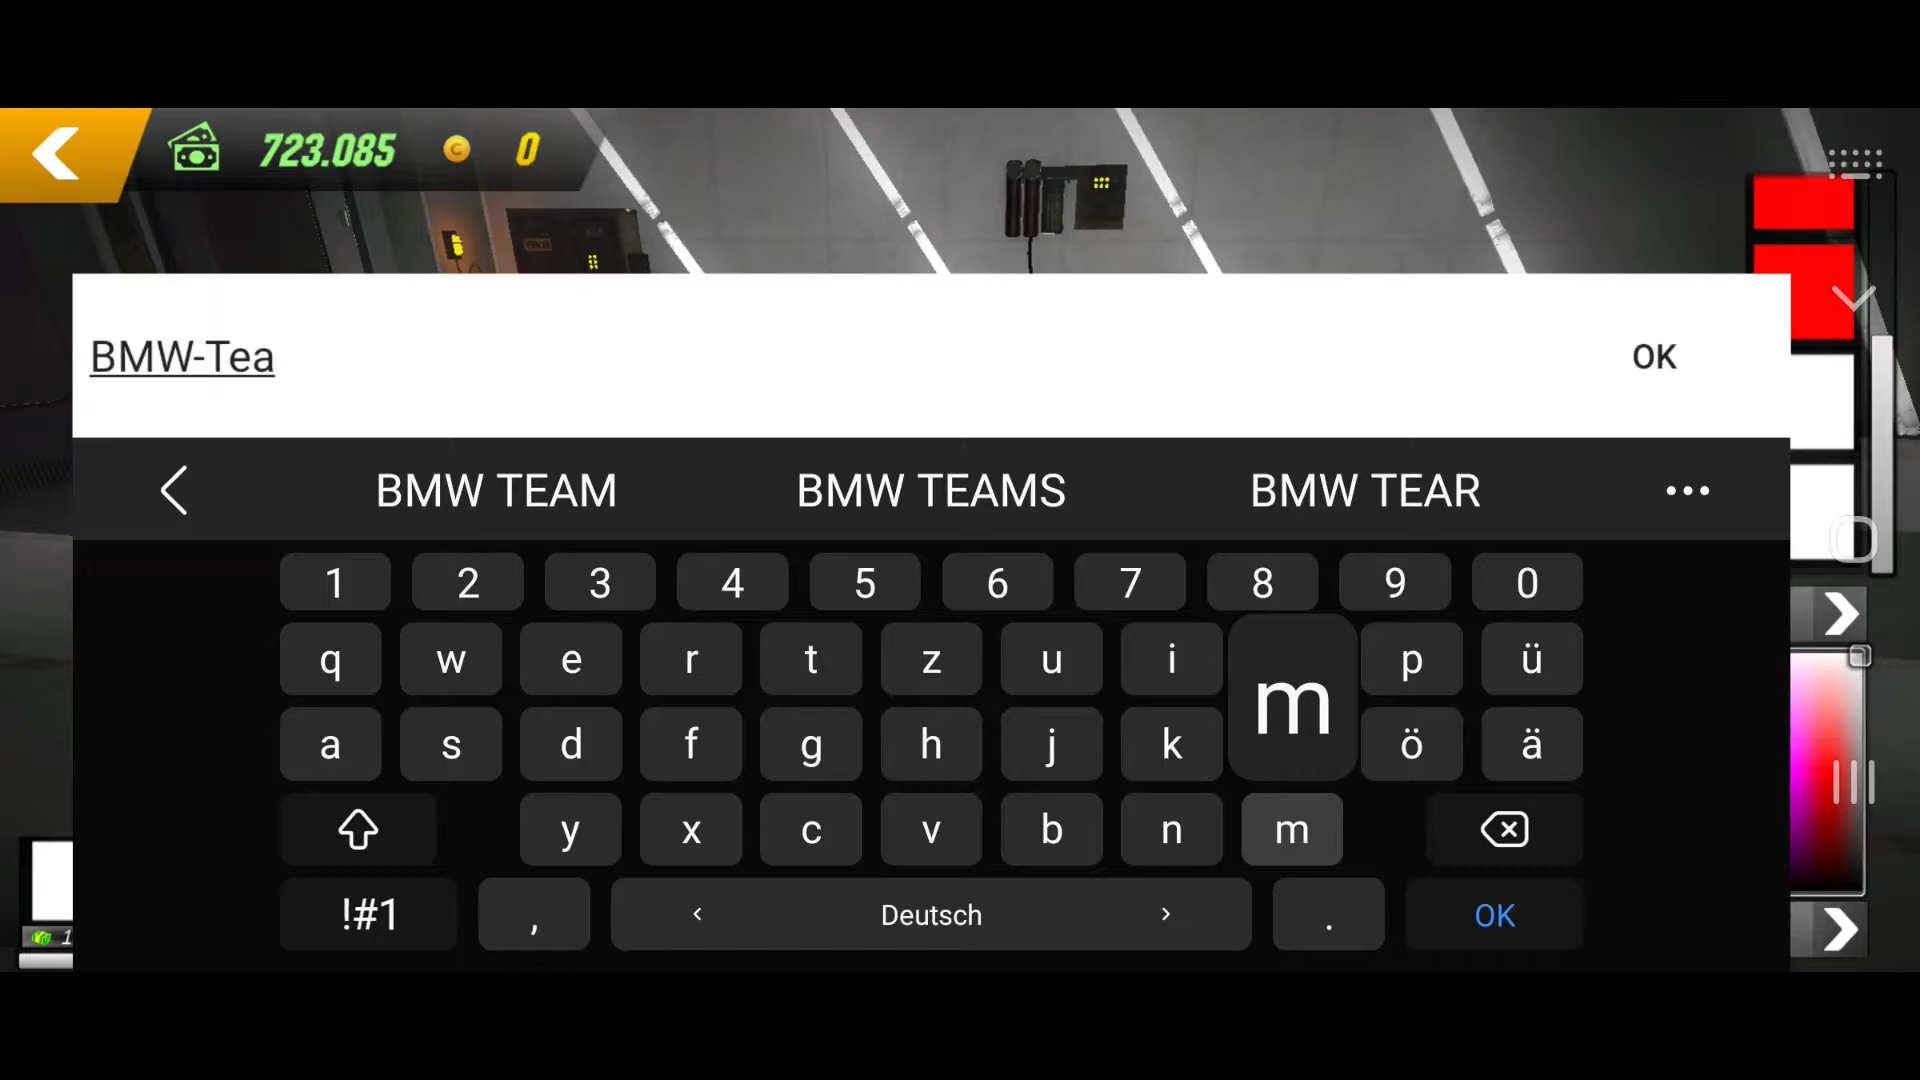 723.085 0
BMW-Tea OK
BMW TEAM BMW TEAMS BMW TEAR
1 2 3 4 5 6 7 8 9 0
q w e r t z u i m p ü
a s d f g h j k ö ä
y x c v b n m
1
!#1 , Deutsch . OK